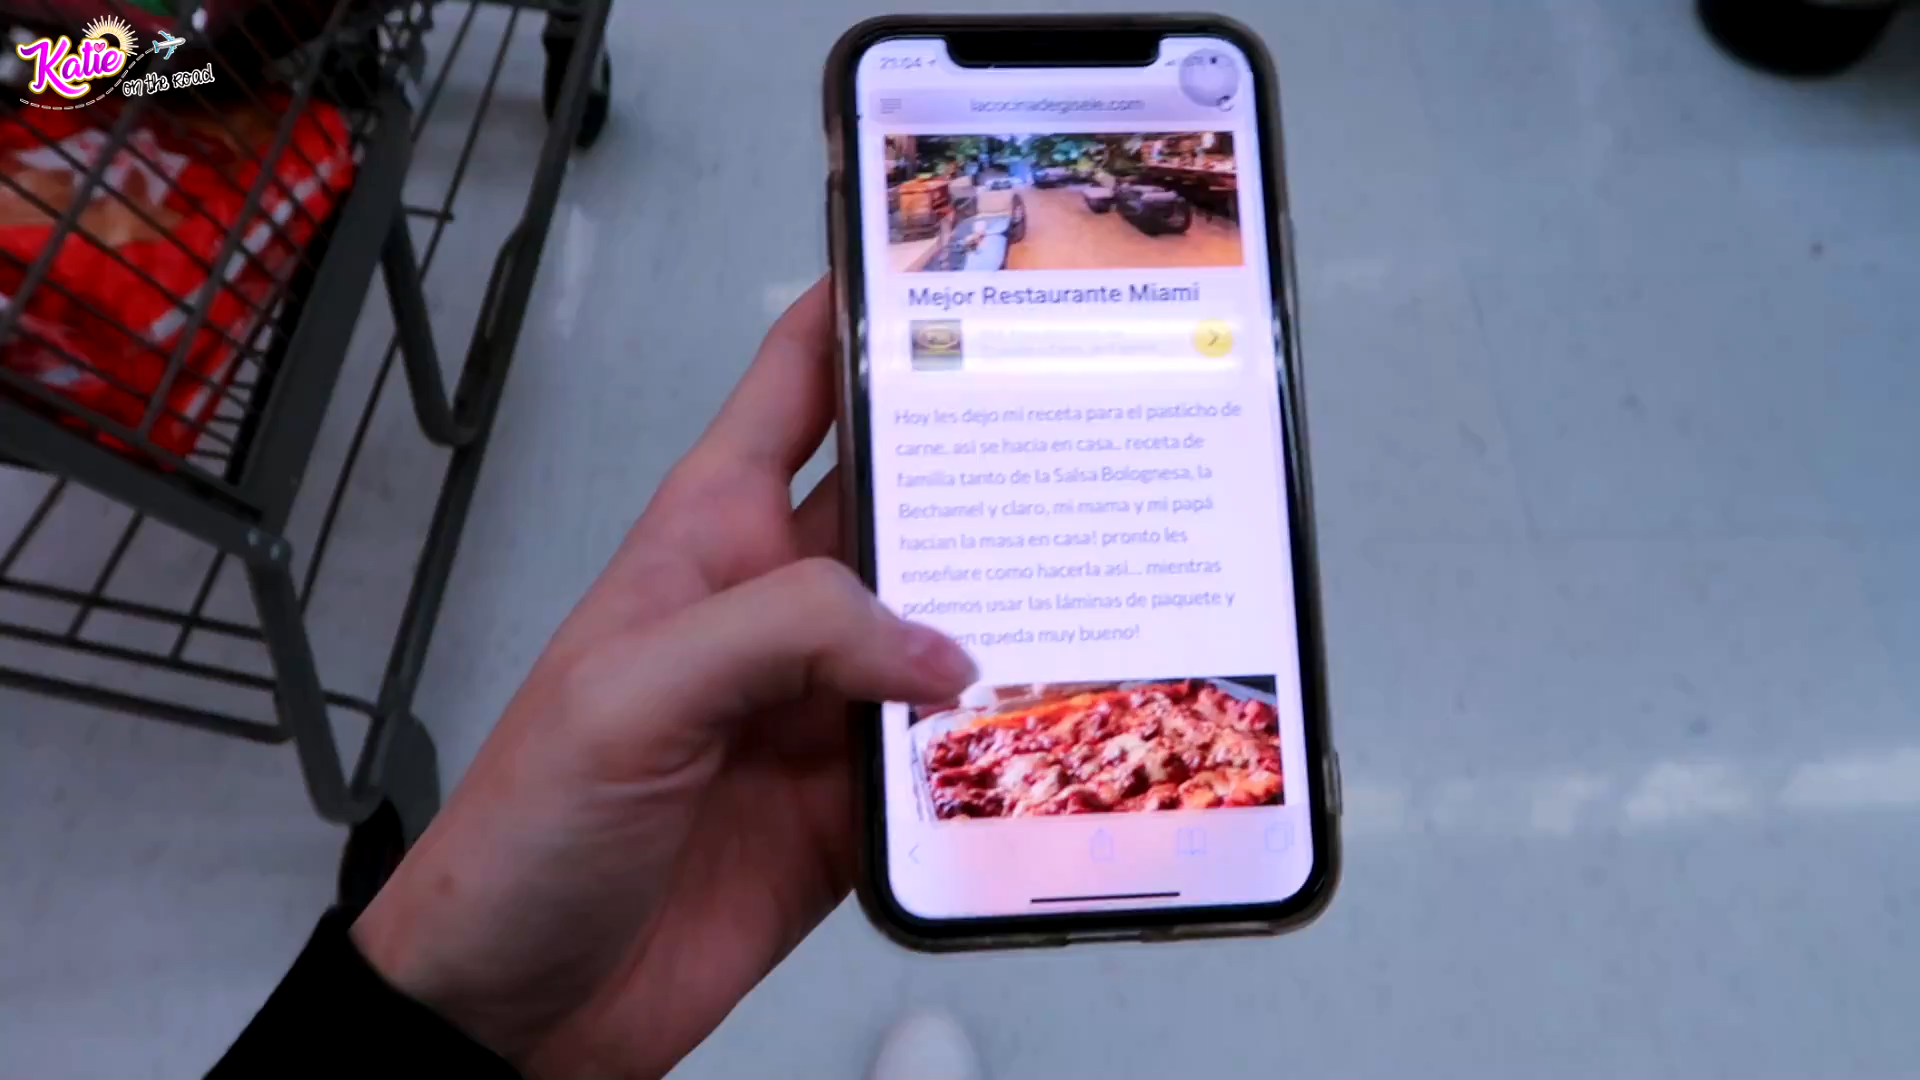 Katie
on the road
21:04
lacocinadegisele.com
Mejor Restaurante Miami
Hoy les dejo mi receta para el pasticho de
carne, asi se hacia en casa.. receta de
familia tanto de la Salsa Bolognesa, la
Bechamel y claro, mi mama y mi papá
hacian la masa en casa! pronto les
enseñare como hacerla asi... mientras
podemos usar las láminas de paquete y
queda muy bueno!